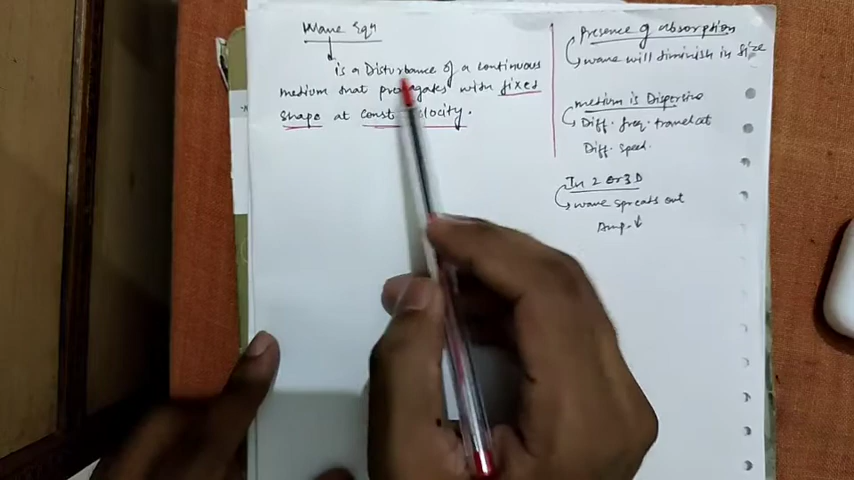 Wave Eqn
is a Disturbance of a continuous
medium that propagates with fixed
shape at const velocity.
Presence of absorption
wave will diminish in size
medium is Dispersive
Diff. freq. travel at
Diff. speed.
In 2 or 3 D
wave spreads out
Amp. ↓